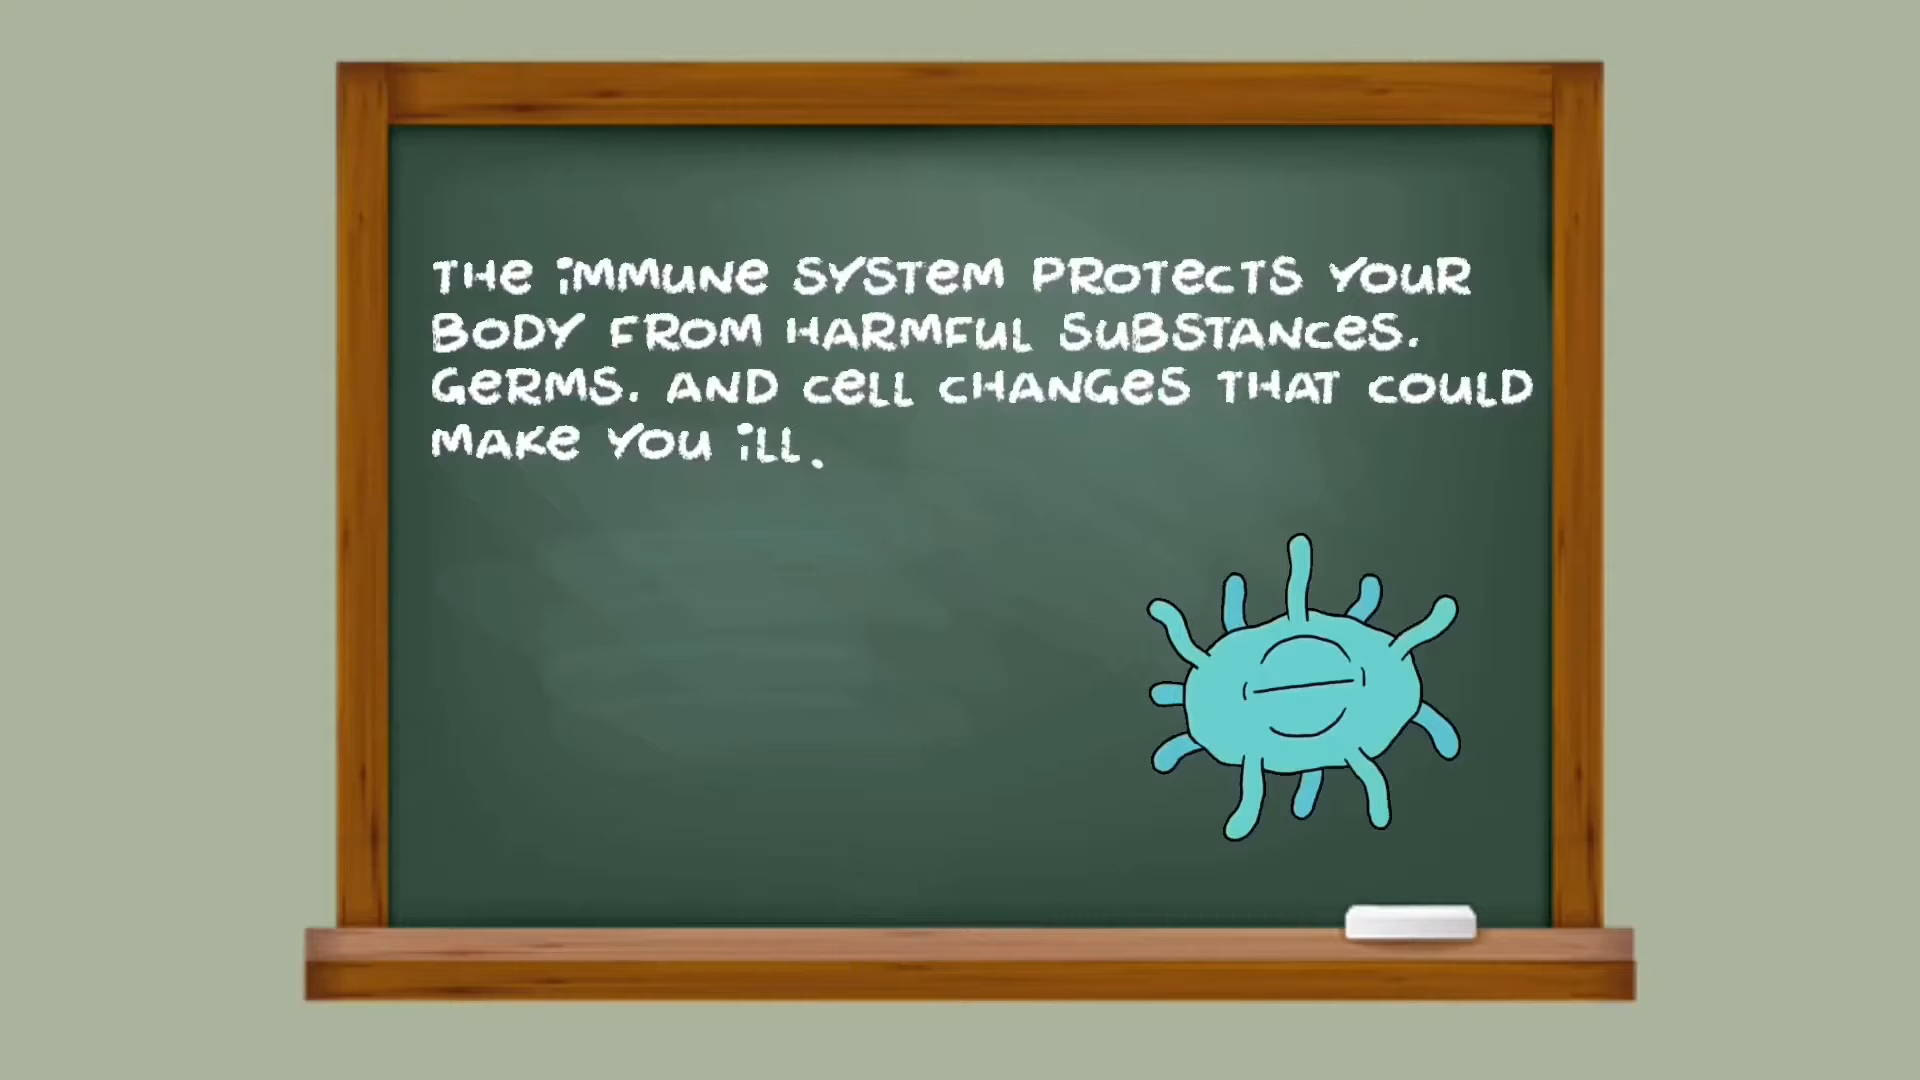 THE iMMUNE SYSTEM PROTECTS YOUR
BODY FROM HARMFUL SUBSTANCES.
GERMS. AND CELL CHANGES THAT COULD
MAKE YOU iLL.